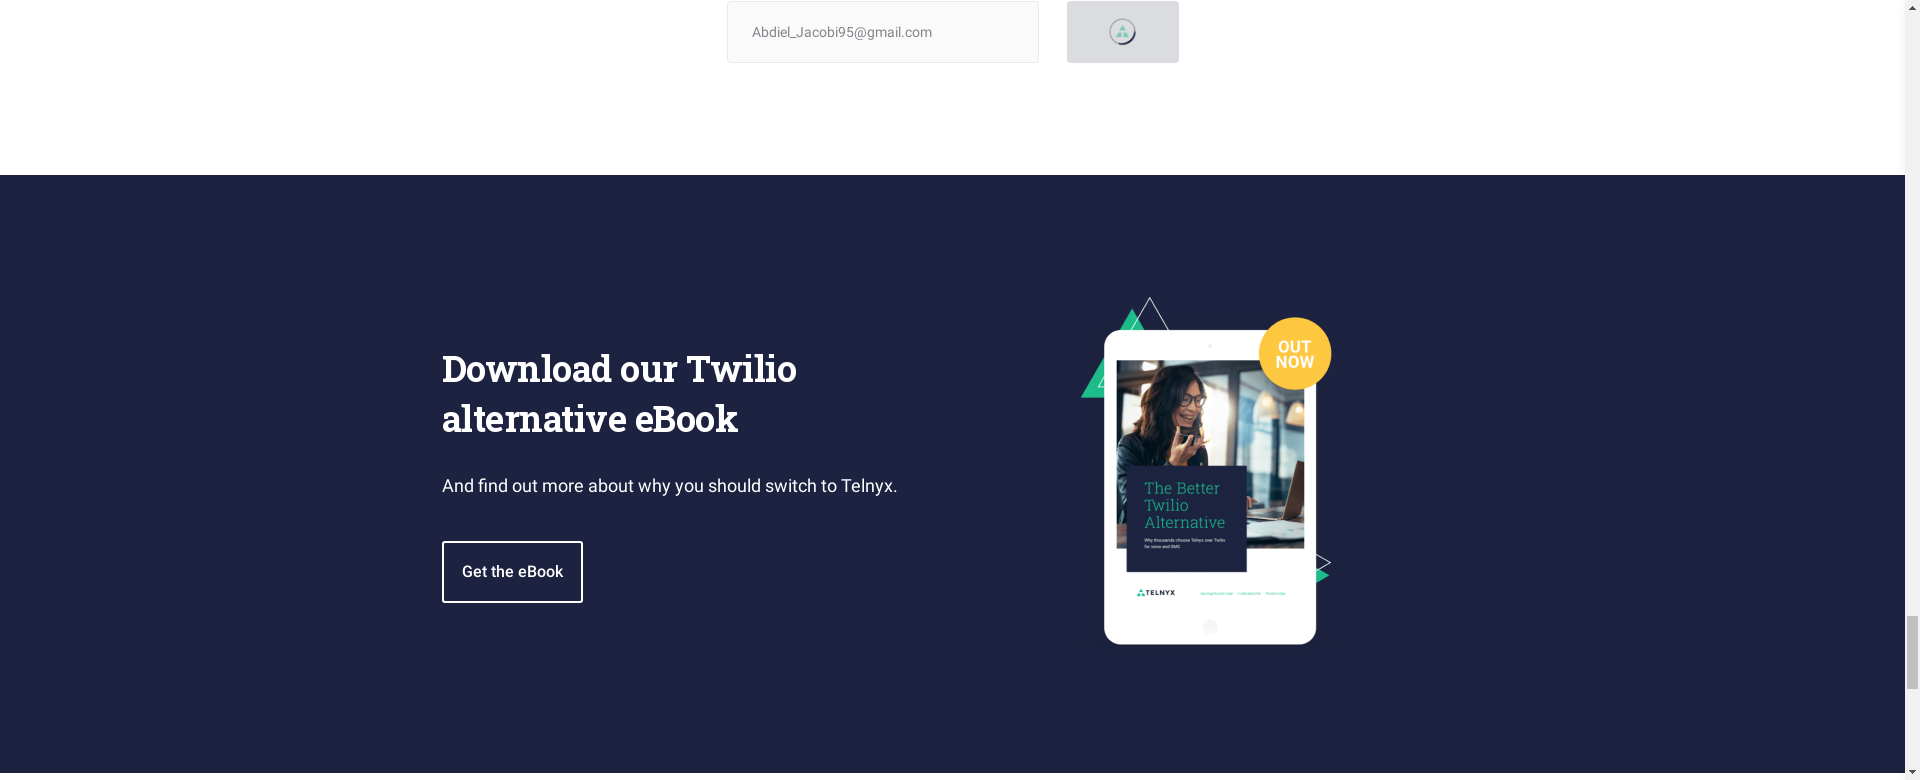 Abdiel_Jacobi95@gmail.com
OUT
NOW
Download our Twilio
alternative eBook
And find out more about why you should switch to Telnyx.
Get the eBook
The Better
Twilio
Alternative
Why thousands choose Telnyx over Twilio
for voice and SMS
TELNYX